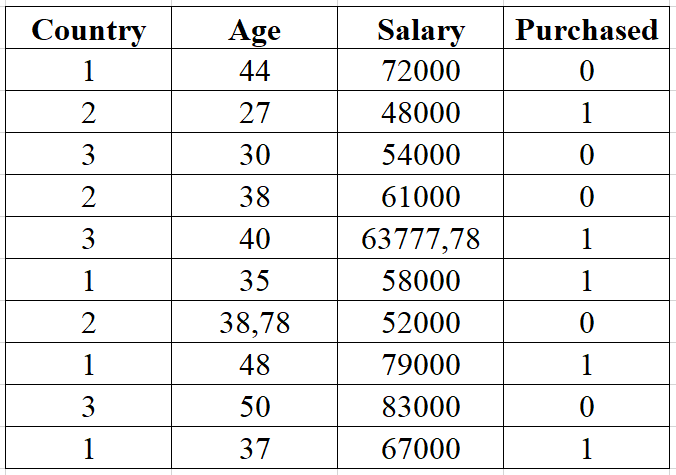 Country Age Salary Purchased
1 44 72000 0
2 27 48000 1
3 30 54000 0
2 38 61000 0
3 40 63777,78 1
1 35 58000 1
2 38,78 52000 0
1 48 79000 1
3 50 83000 0
1 37 67000 1